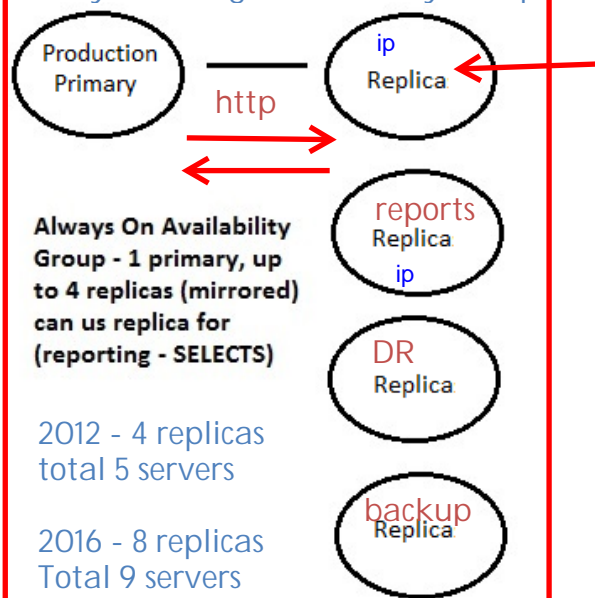 Production
Primary
http
ip
Replica
reports
Replica
ip
Always On Availability
Group - 1 primary, up
to 4 replicas (mirrored)
can us replica for
(reporting - SELECTS)
DR
Replica
2012 - 4 replicas
total 5 servers
backup
Replica
2016 - 8 replicas
Total 9 servers